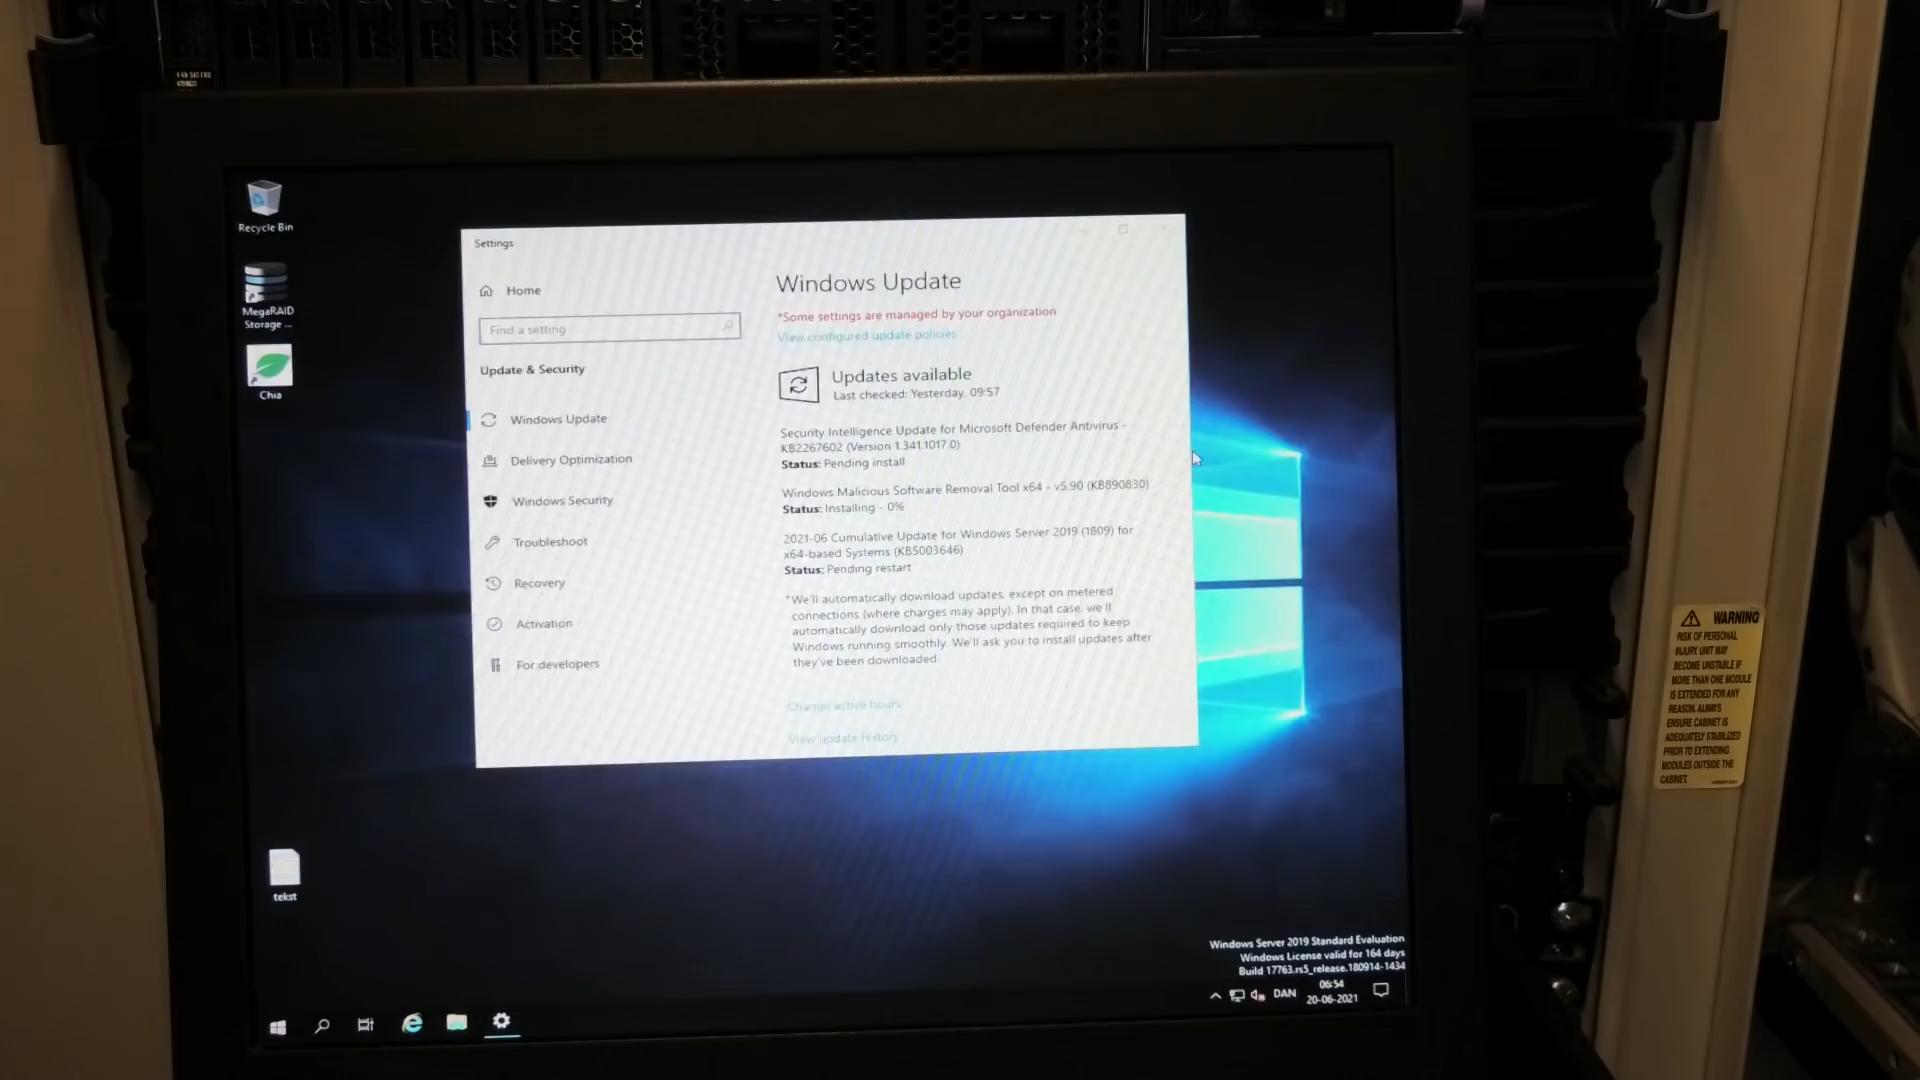 Recycle Bin
MegaRAID
Storage ...
Chia
tekst
Settings
Home
Find a setting
Update & Security
Windows Update
Delivery Optimization
Windows Security
Troubleshoot
Recovery
Activation
For developers
Windows Update
*Some settings are managed by your organization
View configured update policies
Updates available
Last checked: Yesterday, 09:57
Security Intelligence Update for Microsoft Defender Antivirus -
KB2267602 (Version 1.341.1017.0)
Status: Pending install
Windows Malicious Software Removal Tool x64 - v5.90 (KB890830)
Status: Installing - 0%
2021-06 Cumulative Update for Windows Server 2019 (1809) for
x64-based Systems (KB5003646)
Status: Pending restart
*We'll automatically download updates, except on metered
connections (where charges may apply). In that case, we'll
automatically download only those updates required to keep
Windows running smoothly. We'll ask you to install updates after
they've been downloaded.
Change active hours
View update history
Windows Server 2019 Standard Evaluation
Windows License valid for 164 days
Build 17763.rs5_release.180914-1434
DAN
06:54
20-06-2021
WARNING
RISK OF PERSONAL
INJURY. UNIT MAY
BECOME UNSTABLE IF
MORE THAN ONE MODULE
IS EXTENDED FOR ANY
REASON. ALWAYS
ENSURE CABINET IS
ADEQUATELY STABILIZED
PRIOR TO EXTENDING
MODULES OUTSIDE THE
CABINET.